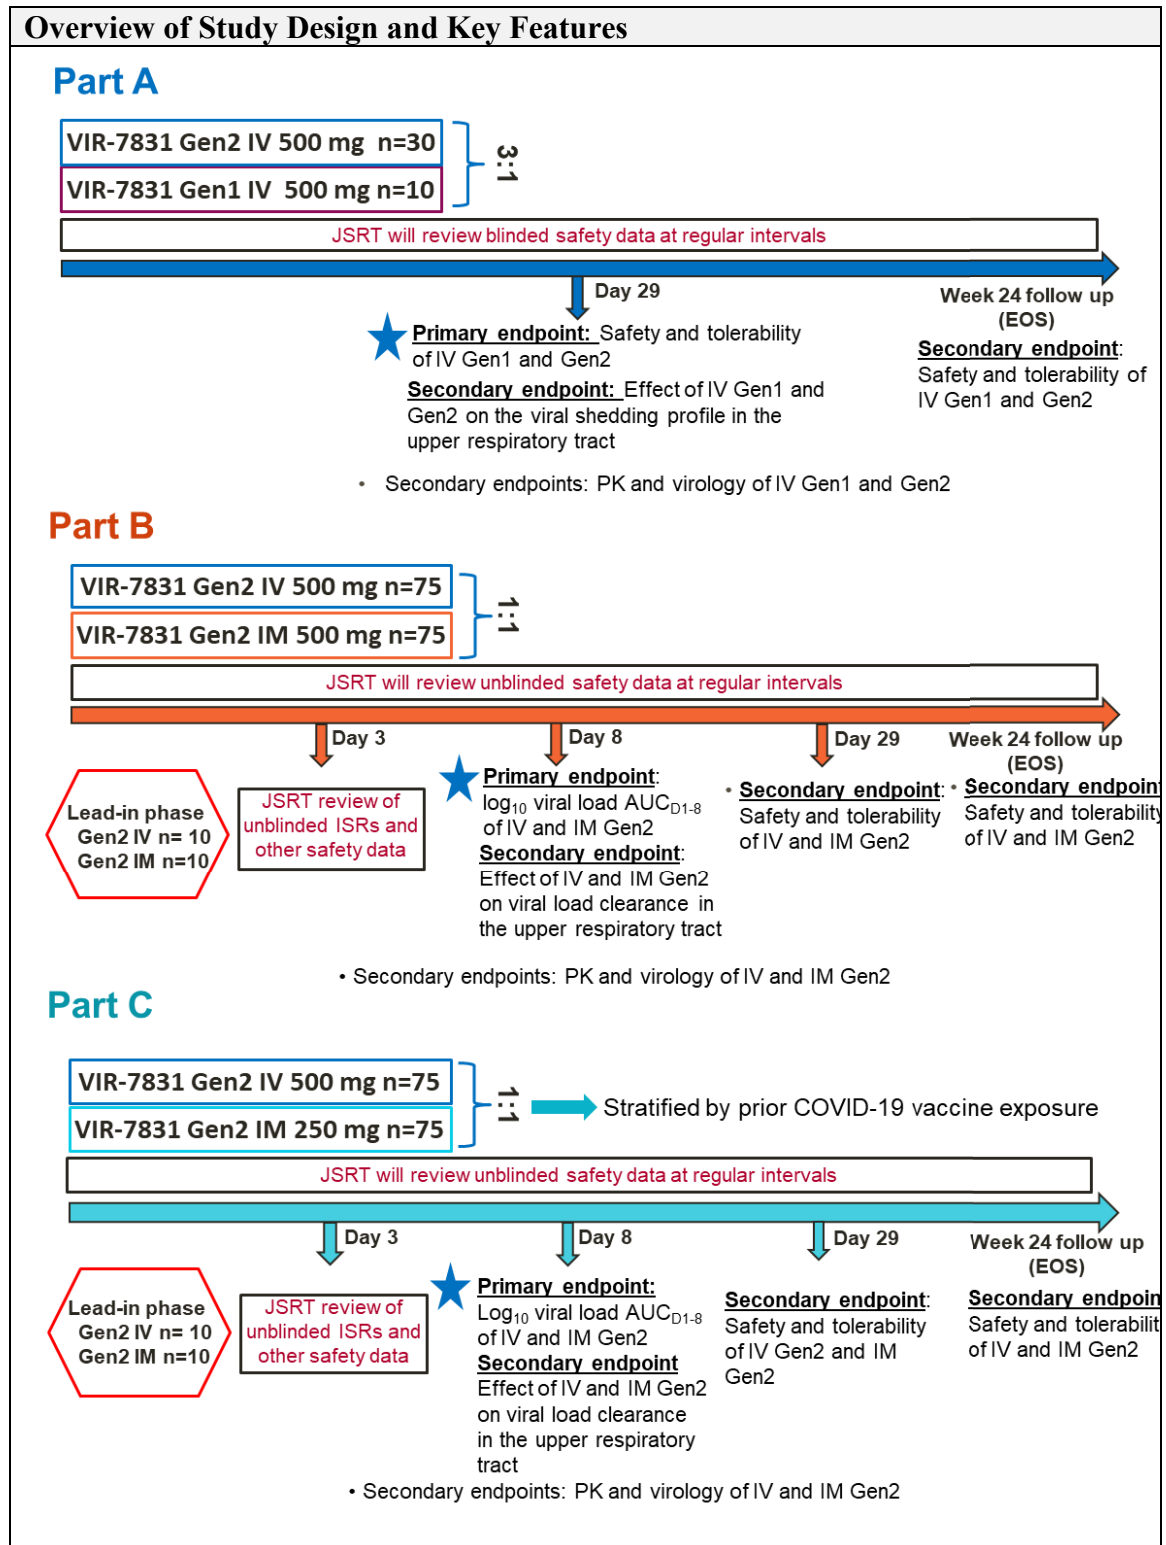 Overview of Study Design and Key Features
Part A
VIR-7831 Gen2 IV 500 mg n=30
VIR-7831 Gen1 IV 500 mg n=10
3:1
JSRT will review blinded safety data at regular intervals
Day 29
Week 24 follow up
(EOS)
Primary endpoint: Safety and tolerability
of IV Gen1 and Gen2
Secondary endpoint: Effect of IV Gen1 and
Gen2 on the viral shedding profile in the
upper respiratory tract
Secondary endpoint:
Safety and tolerability of
IV Gen1 and Gen2
• Secondary endpoints: PK and virology of IV Gen1 and Gen2
Part B
VIR-7831 Gen2 IV 500 mg n=75
VIR-7831 Gen2 IM 500 mg n=75
1:1
JSRT will review unblinded safety data at regular intervals
Day 3
Day 8
Day 29
Week 24 follow up
(EOS)
Lead-in phase
Gen2 IV n= 10
Gen2 IM n=10
JSRT review of
unblinded ISRs and
other safety data
Primary endpoint:
log10 viral load AUCD1-8
of IV and IM Gen2
Secondary endpoint:
Effect of IV and IM Gen2
on viral load clearance in
the upper respiratory tract
• Secondary endpoint:
Safety and tolerability
of IV and IM Gen2
• Secondary endpoint
Safety and tolerability
of IV and IM Gen2
• Secondary endpoints: PK and virology of IV and IM Gen2
Part C
VIR-7831 Gen2 IV 500 mg n=75
VIR-7831 Gen2 IM 250 mg n=75
1:1
Stratified by prior COVID-19 vaccine exposure
JSRT will review unblinded safety data at regular intervals
Day 3
Day 8
Day 29
Week 24 follow up
(EOS)
Lead-in phase
Gen2 IV n= 10
Gen2 IM n=10
JSRT review of
unblinded ISRs and
other safety data
Primary endpoint:
Log10 viral load AUCD1-8
of IV and IM Gen2
Secondary endpoint
Effect of IV and IM Gen2
on viral load clearance
in the upper respiratory
tract
Secondary endpoint:
Safety and tolerability
of IV Gen2 and IM
Gen2
Secondary endpoin
Safety and tolerabilit
of IV and IM Gen2
• Secondary endpoints: PK and virology of IV and IM Gen2